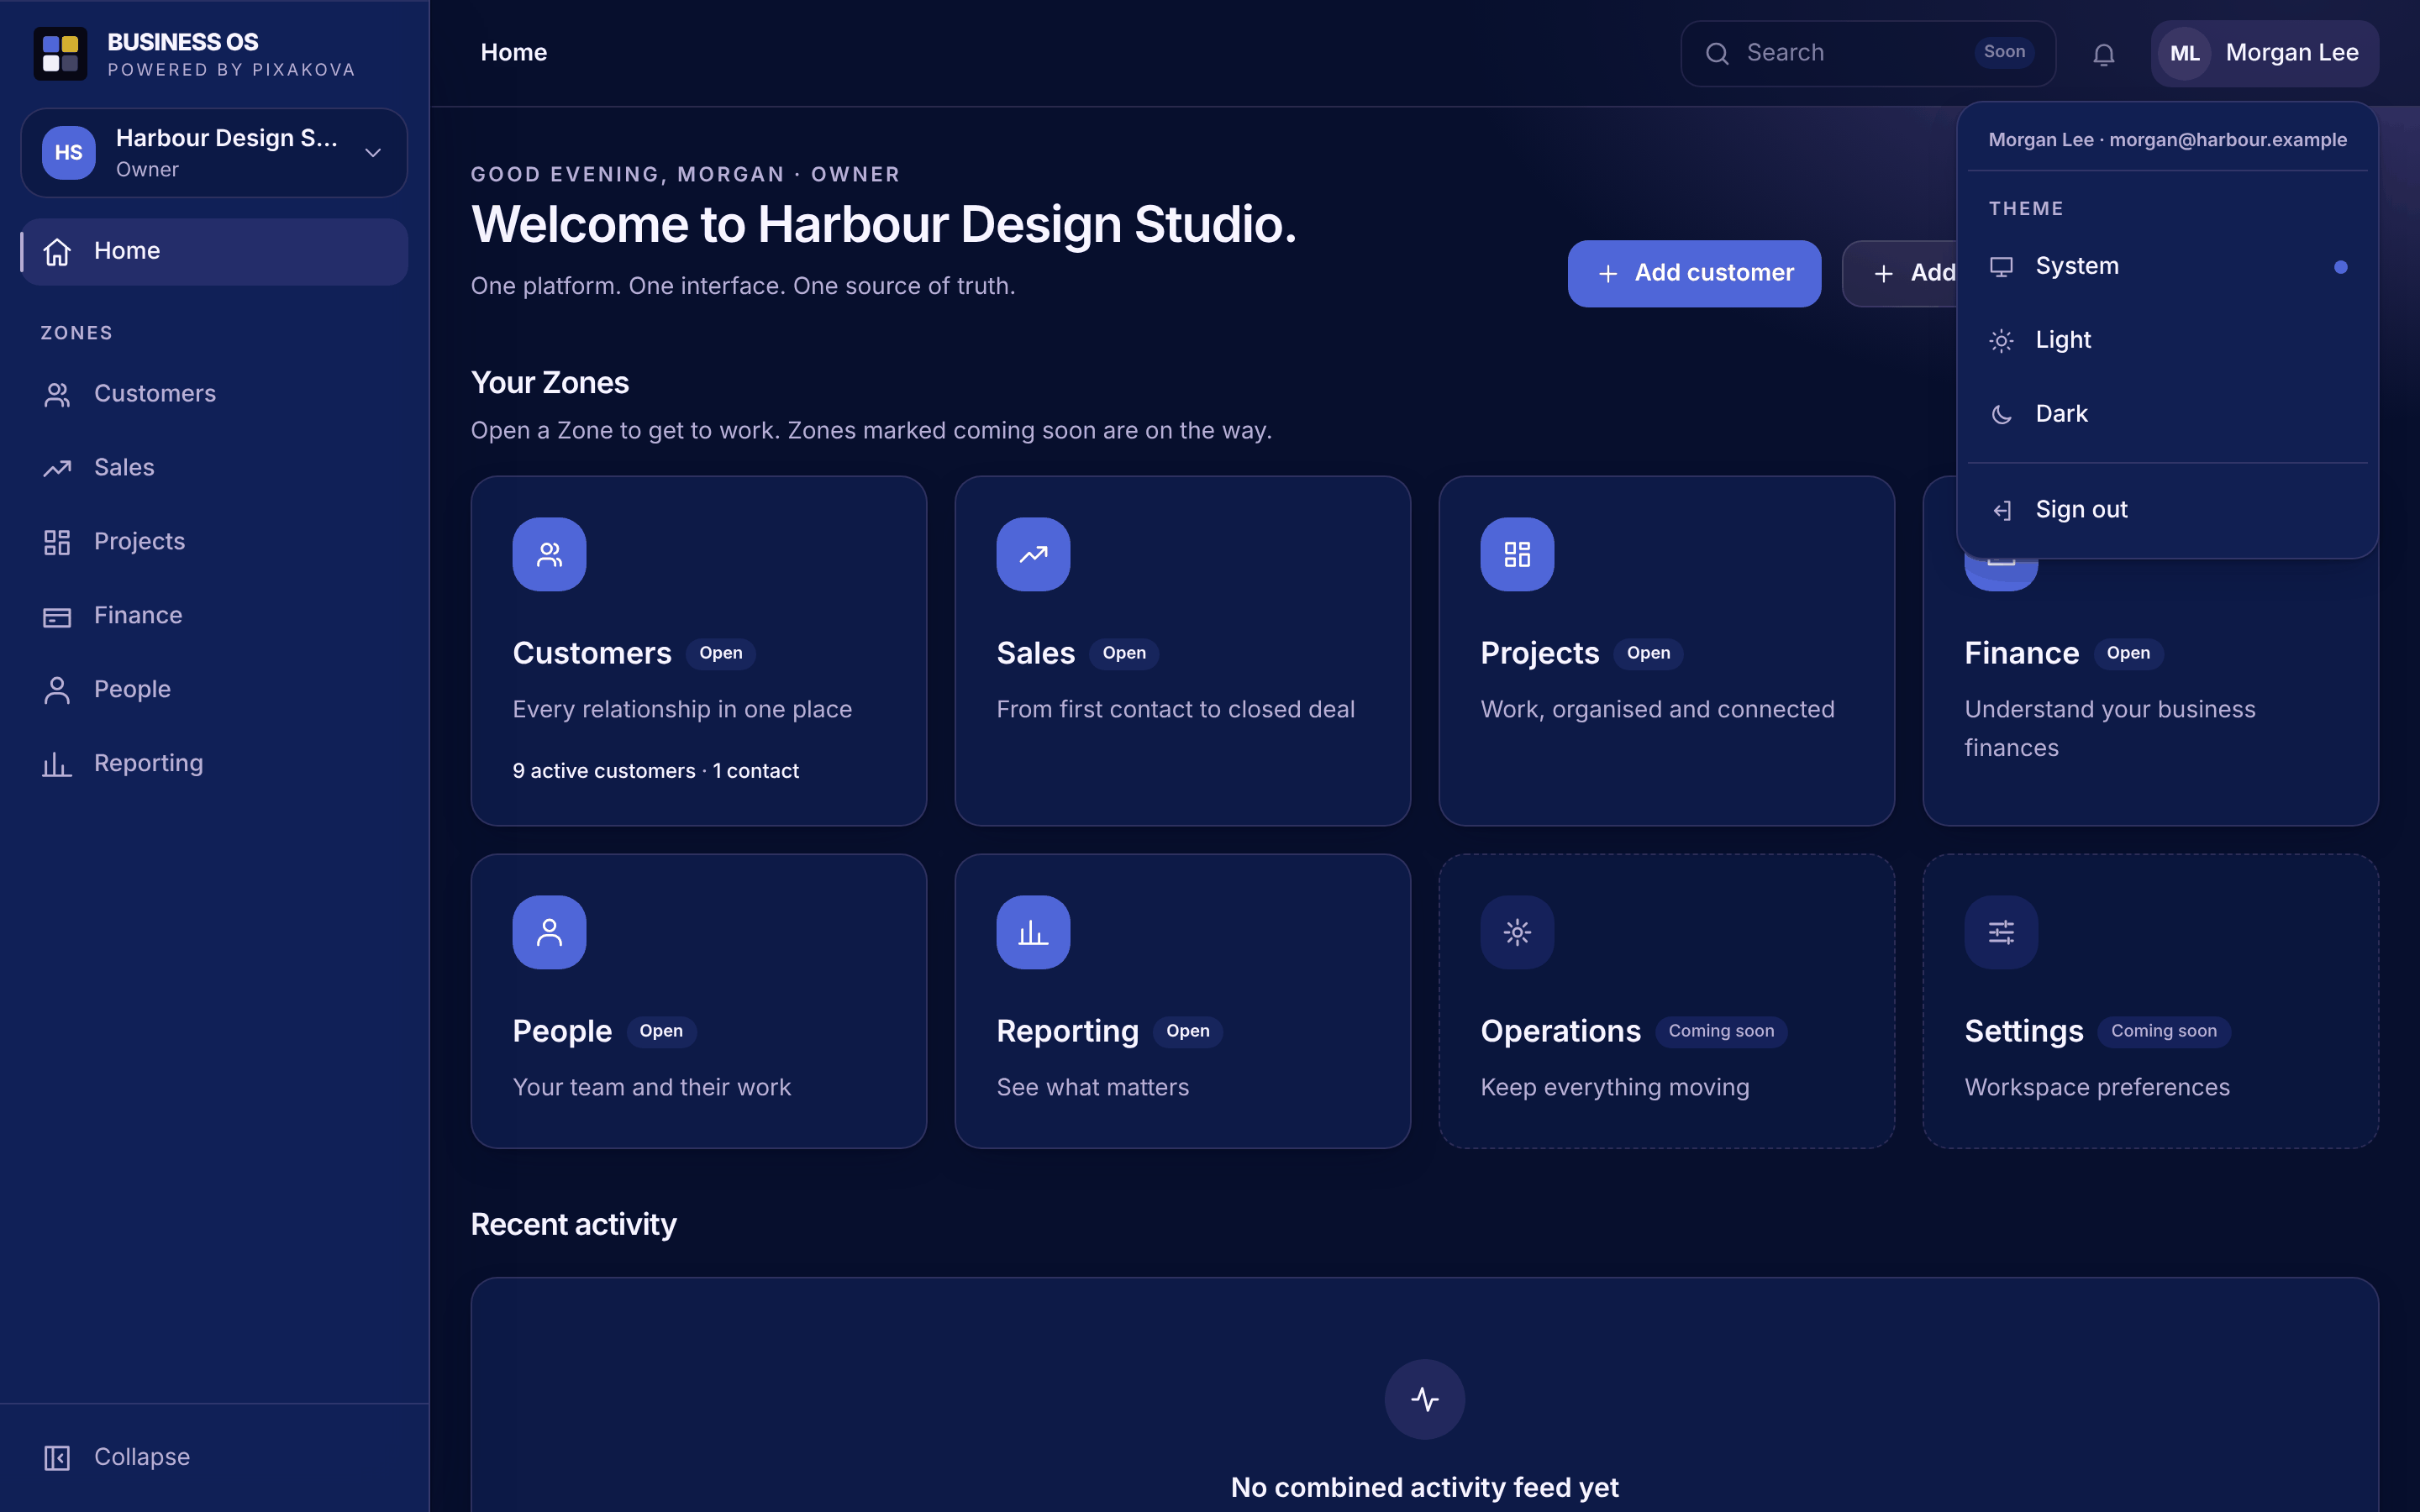 BUSINESS OS
POWERED BY PIXAKOVA
HS
Harbour Design S...
Owner
Home
ZONES
Customers
Sales
Projects
Finance
People
Reporting
Collapse
Home
Search
Soon
ML
Morgan Lee
Morgan Lee · morgan@harbour.example
THEME
System
Light
Dark
Sign out
GOOD EVENING, MORGAN · OWNER
Welcome to Harbour Design Studio.
One platform. One interface. One source of truth.
Add customer
Add
Your Zones
Open a Zone to get to work. Zones marked coming soon are on the way.
Customers Open
Every relationship in one place
9 active customers · 1 contact
Sales Open
From first contact to closed deal
Projects Open
Work, organised and connected
Finance Open
Understand your business
finances
People Open
Your team and their work
Reporting Open
See what matters
Operations Coming soon
Keep everything moving
Settings Coming soon
Workspace preferences
Recent activity
No combined activity feed yet